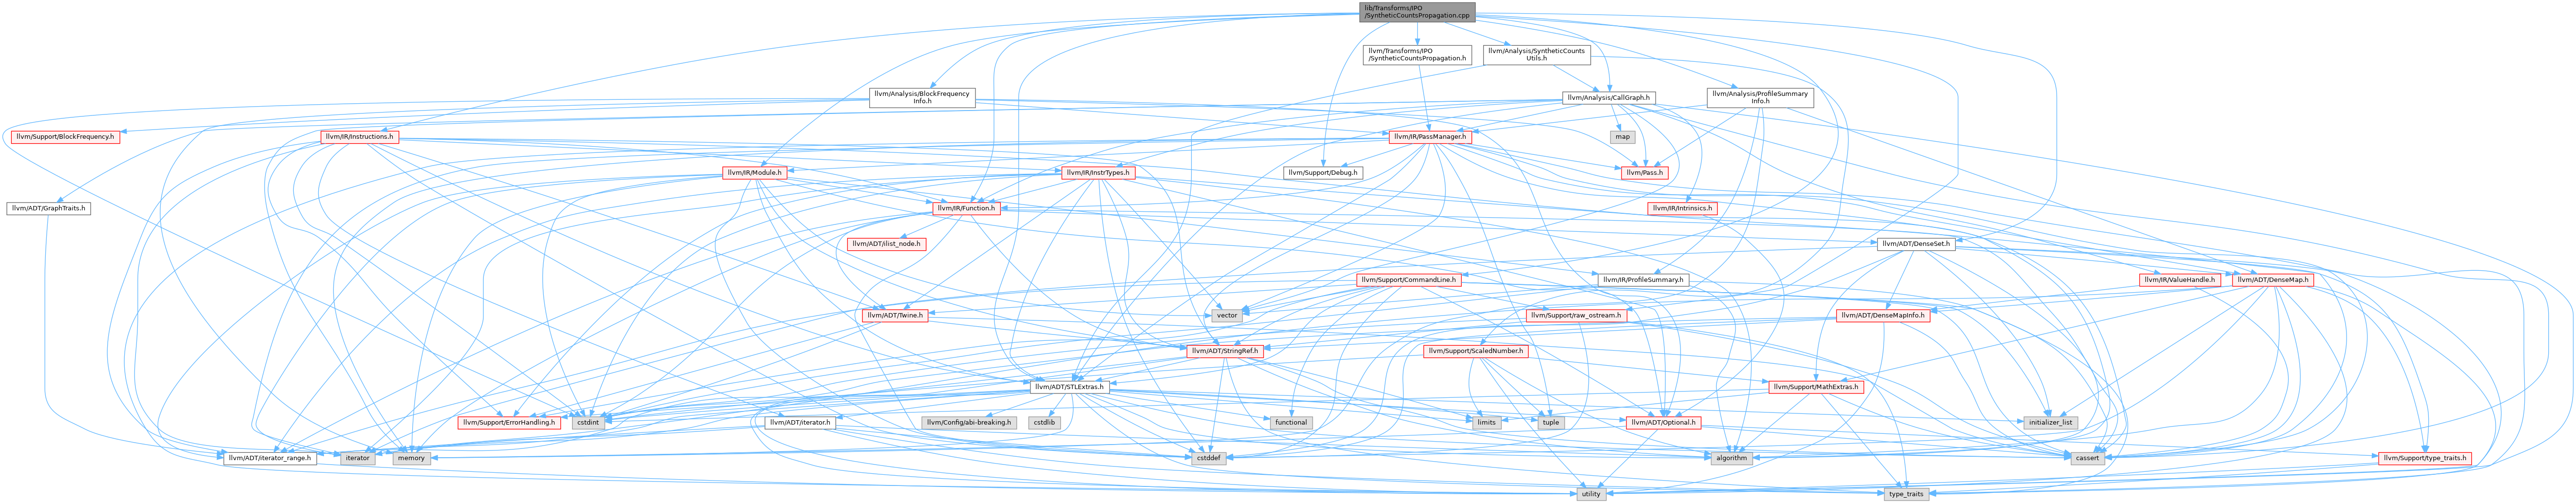 lib/Transforms/IPO
/SyntheticCountsPropagation.cpp
llvm/Transforms/IPO
/SyntheticCountsPropagation.h
llvm/Analysis/SyntheticCounts
Utils.h
llvm/Analysis/BlockFrequency
Info.h
llvm/Analysis/CallGraph.h
llvm/Analysis/ProfileSummary
Info.h
llvm/Support/BlockFrequency.h
llvm/IR/Instructions.h
llvm/IR/PassManager.h
map
llvm/IR/Module.h
llvm/IR/InstrTypes.h
llvm/Support/Debug.h
llvm/Pass.h
llvm/ADT/GraphTraits.h
llvm/IR/Function.h
llvm/IR/Intrinsics.h
llvm/ADT/ilist_node.h
llvm/ADT/DenseSet.h
llvm/Support/CommandLine.h
llvm/IR/ProfileSummary.h
llvm/IR/ValueHandle.h
llvm/ADT/DenseMap.h
llvm/ADT/Twine.h
vector
llvm/Support/raw_ostream.h
llvm/ADT/DenseMapInfo.h
llvm/ADT/StringRef.h
llvm/Support/ScaledNumber.h
llvm/ADT/STLExtras.h
llvm/Support/MathExtras.h
llvm/Support/ErrorHandling.h
cstdint
llvm/ADT/iterator.h
llvm/Config/abi-breaking.h
cstdlib
functional
limits
tuple
llvm/ADT/Optional.h
initializer_list
llvm/ADT/iterator_range.h
iterator
memory
cstddef
algorithm
cassert
llvm/Support/type_traits.h
utility
type_traits